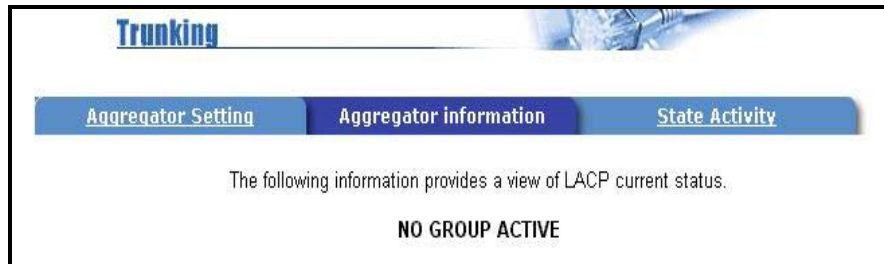 Trunking
Aggregator Setting Aggregator information State Activity
The following information provides a view of LACP current status.
NO GROUP ACTIVE